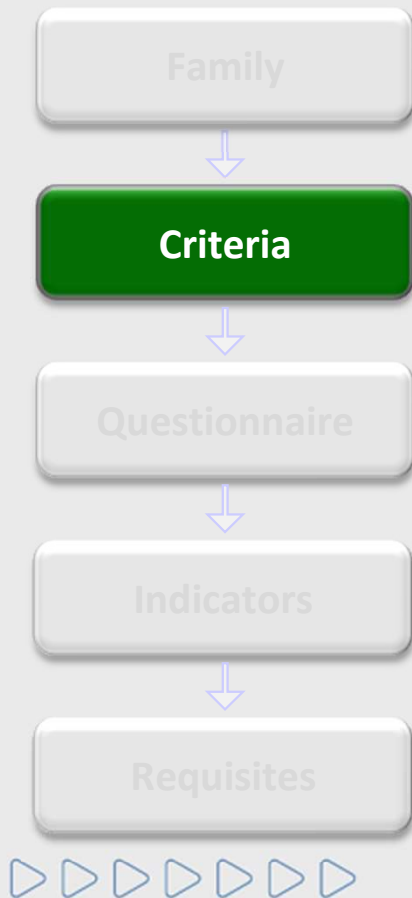 Family
Criteria
Questionnaire
Indicators
Requisites